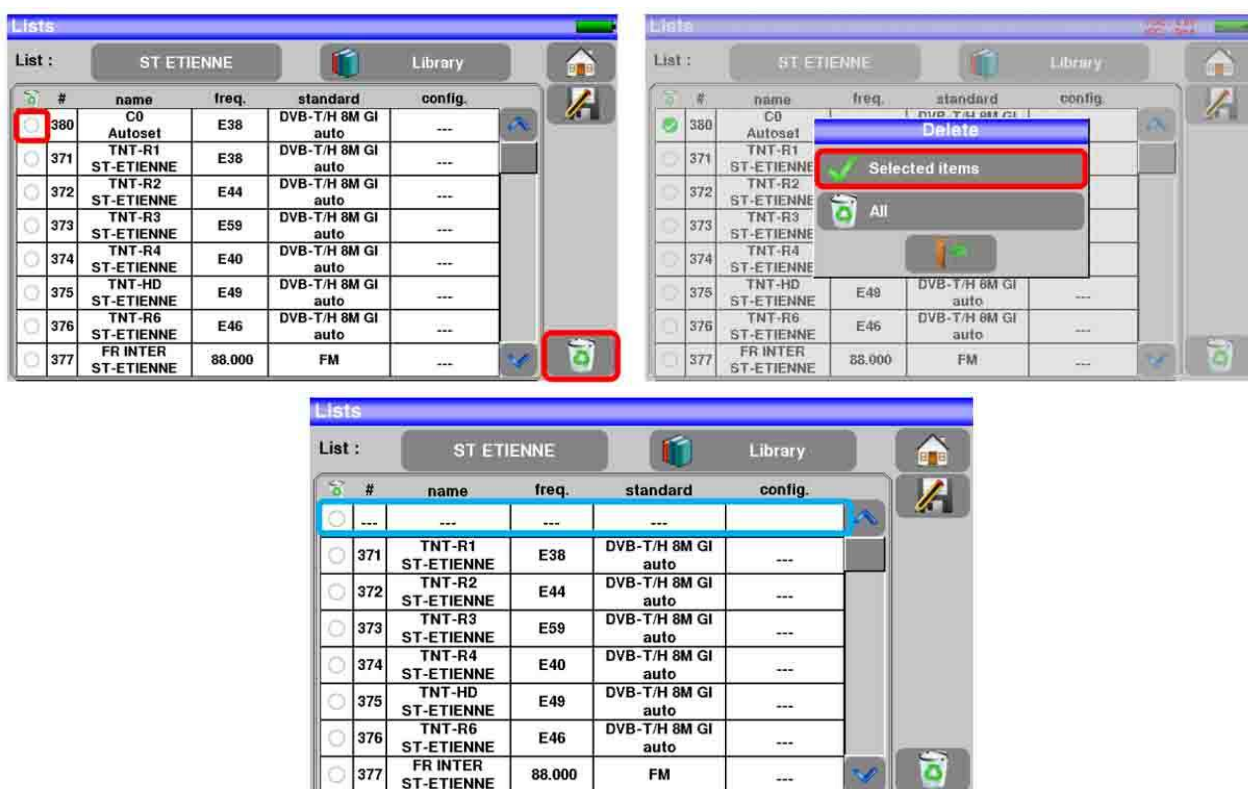 Lists
List : ST ETIENNE Library
# name freq. standard config.
380 C0 Autoset E38 DVB-T/H 8M GI auto ---
371 TNT-R1 ST-ETIENNE E38 DVB-T/H 8M GI auto ---
372 TNT-R2 ST-ETIENNE E44 DVB-T/H 8M GI auto ---
373 TNT-R3 ST-ETIENNE E59 DVB-T/H 8M GI auto ---
374 TNT-R4 ST-ETIENNE E40 DVB-T/H 8M GI auto ---
375 TNT-HD ST-ETIENNE E49 DVB-T/H 8M GI auto ---
376 TNT-R6 ST-ETIENNE E46 DVB-T/H 8M GI auto ---
377 FR INTER ST-ETIENNE 88.000 FM ---
Lists
List : ST ETIENNE Library
# name freq. standard config.
380 C0 Autoset DVB-T/H 8M GI
Delete
371 TNT-R1 ST-ETIENNE
Selected items
372 TNT-R2 ST-ETIENNE
All
373 TNT-R3 ST-ETIENNE
374 TNT-R4 ST-ETIENNE
375 TNT-HD ST-ETIENNE E49 DVB-T/H 8M GI auto ---
376 TNT-R6 ST-ETIENNE E46 DVB-T/H 8M GI auto ---
377 FR INTER ST-ETIENNE 88.000 FM ---
Lists
List : ST ETIENNE Library
# name freq. standard config.
--- --- --- ---
371 TNT-R1 ST-ETIENNE E38 DVB-T/H 8M GI auto ---
372 TNT-R2 ST-ETIENNE E44 DVB-T/H 8M GI auto ---
373 TNT-R3 ST-ETIENNE E59 DVB-T/H 8M GI auto ---
374 TNT-R4 ST-ETIENNE E40 DVB-T/H 8M GI auto ---
375 TNT-HD ST-ETIENNE E49 DVB-T/H 8M GI auto ---
376 TNT-R6 ST-ETIENNE E46 DVB-T/H 8M GI auto ---
377 FR INTER ST-ETIENNE 88.000 FM ---